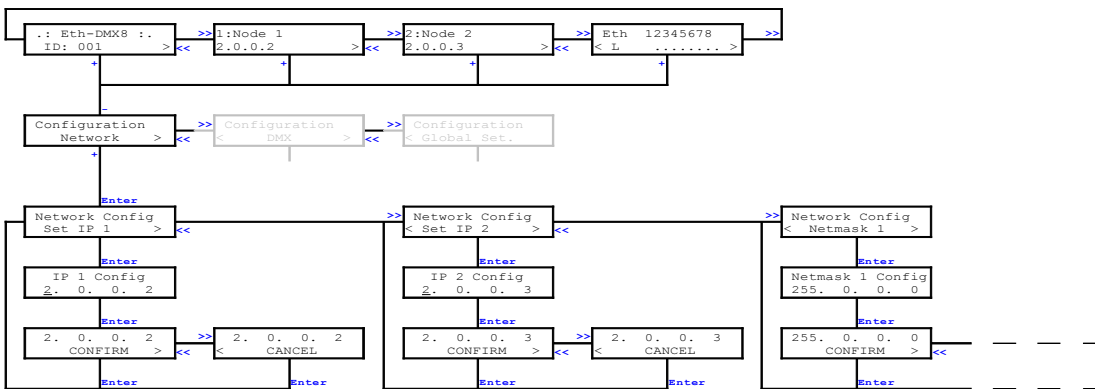 .: Eth-DMX8 :. >> 1:Node 1 >> 2:Node 2 >> Eth 12345678 >>
ID: 001 > << 2.0.0.2 > << 2.0.0.3 > << < L ........ >
+ + + +
-
Configuration >> Configuration >> Configuration
Network > << < DMX > << < Global Set.
+
Enter
Network Config >> Network Config >> Network Config
Set IP 1 > << < Set IP 2 > << < Netmask 1 >
Enter Enter
IP 1 Config IP 2 Config Netmask 1 Config
2. 0. 0. 2 2. 0. 0. 3 255. 0. 0. 0
Enter Enter Enter
2. 0. 0. 2 >> 2. 0. 0. 2 2. 0. 0. 3 >> 2. 0. 0. 3 255. 0. 0. 0
CONFIRM > << < CANCEL CONFIRM > << < CANCEL CONFIRM > <<
Enter Enter Enter Enter Enter